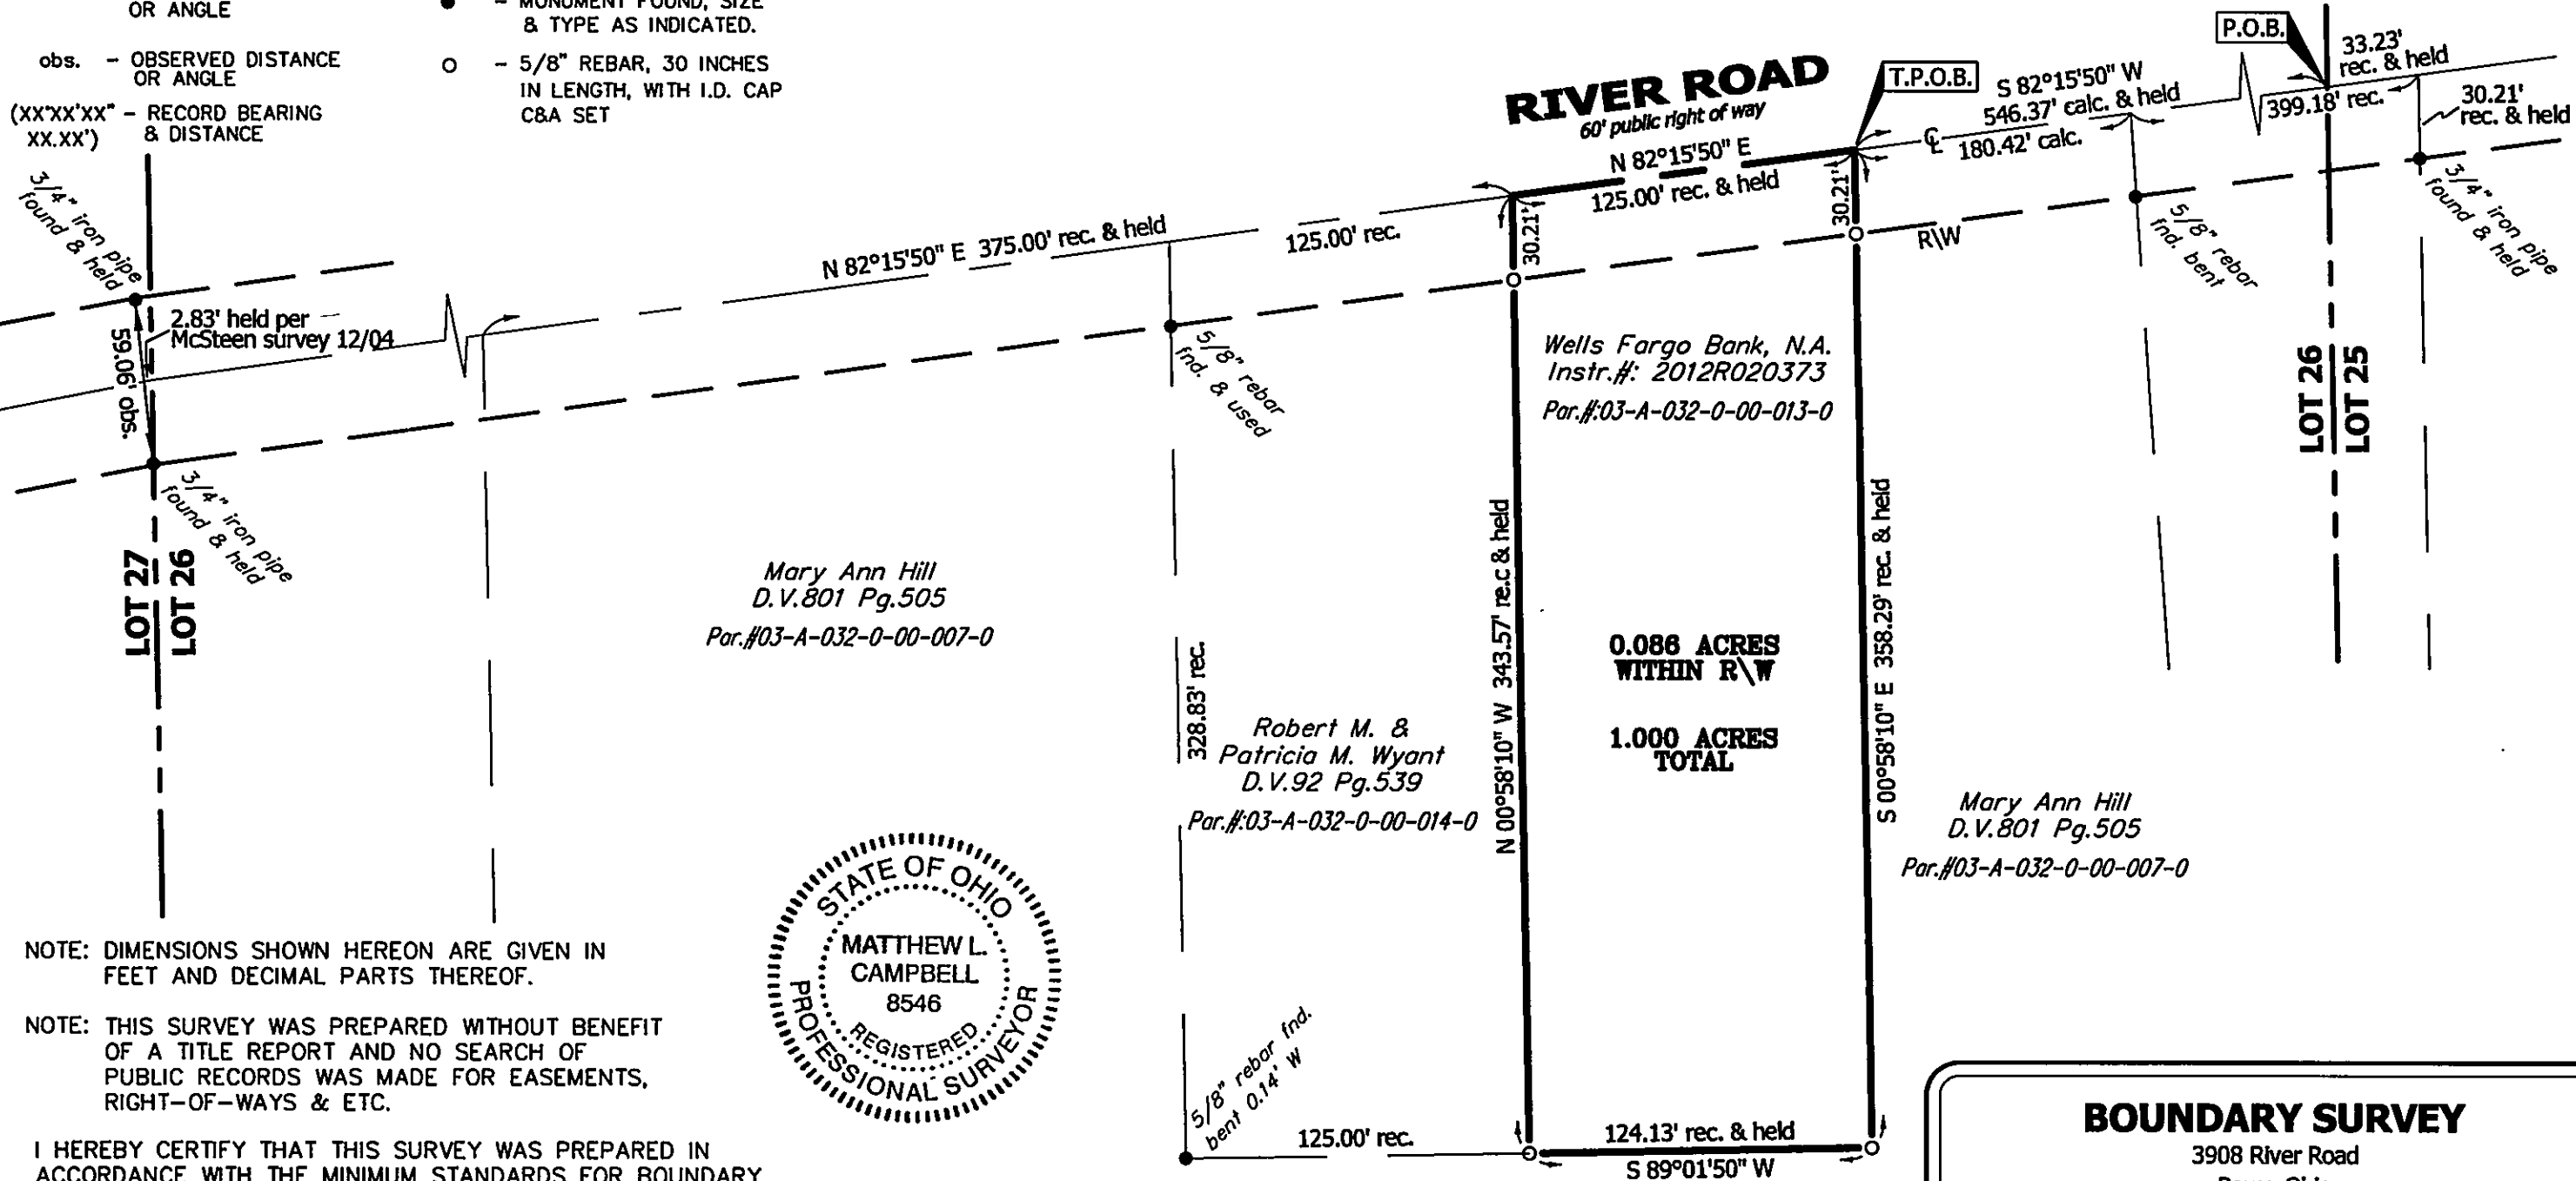 OR ANGLE
obs. - OBSERVED DISTANCE
OR ANGLE
(XX°XX'XX" - RECORD BEARING
XX.XX') & DISTANCE
● - MONUMENT FOUND, SIZE
& TYPE AS INDICATED.
○ - 5/8" REBAR, 30 INCHES
IN LENGTH, WITH I.D. CAP
C&A SET
RIVER ROAD
60' public right of way
T.P.O.B.
P.O.B.
S 82°15'50" W
546.37' calc. & held
180.42' calc.
℄
33.23'
rec. & held
399.18' rec.
30.21'
rec. & held
N 82°15'50" E
125.00' rec. & held
30.21'
30.21'
R\W
N 82°15'50" E 375.00' rec. & held
125.00' rec.
3/4" iron pipe
found & held
2.83' held per
McSteen survey 12/04
59.06' obs.
3/4" iron pipe
found & held
5/8" rebar
fnd. & used
5/8" rebar
fnd. bent
3/4" iron pipe
found & held
LOT 27
LOT 26
LOT 26
LOT 25
Wells Fargo Bank, N.A.
Instr.#: 2012R020373
Par.#:03-A-032-0-00-013-0
Mary Ann Hill
D.V.801 Pg.505
Par.#03-A-032-0-00-007-0
328.83' rec.
Robert M. &
Patricia M. Wyant
D.V.92 Pg.539
Par.#:03-A-032-0-00-014-0
N 00°58'10" W 343.57' re.c & held
0.086 ACRES
WITHIN R\W
1.000 ACRES
TOTAL
S 00°58'10" E 358.29' rec. & held
Mary Ann Hill
D.V.801 Pg.505
Par.#03-A-032-0-00-007-0
STATE OF OHIO
MATTHEW L.
CAMPBELL
8546
REGISTERED
PROFESSIONAL SURVEYOR
NOTE: DIMENSIONS SHOWN HEREON ARE GIVEN IN
FEET AND DECIMAL PARTS THEREOF.
NOTE: THIS SURVEY WAS PREPARED WITHOUT BENEFIT
OF A TITLE REPORT AND NO SEARCH OF
PUBLIC RECORDS WAS MADE FOR EASEMENTS,
RIGHT-OF-WAYS & ETC.
I HEREBY CERTIFY THAT THIS SURVEY WAS PREPARED IN
ACCORDANCE WITH THE MINIMUM STANDARDS FOR BOUNDARY
5/8" rebar fnd.
bent 0.14' W
125.00' rec.
124.13' rec. & held
S 89°01'50" W
BOUNDARY SURVEY
3908 River Road